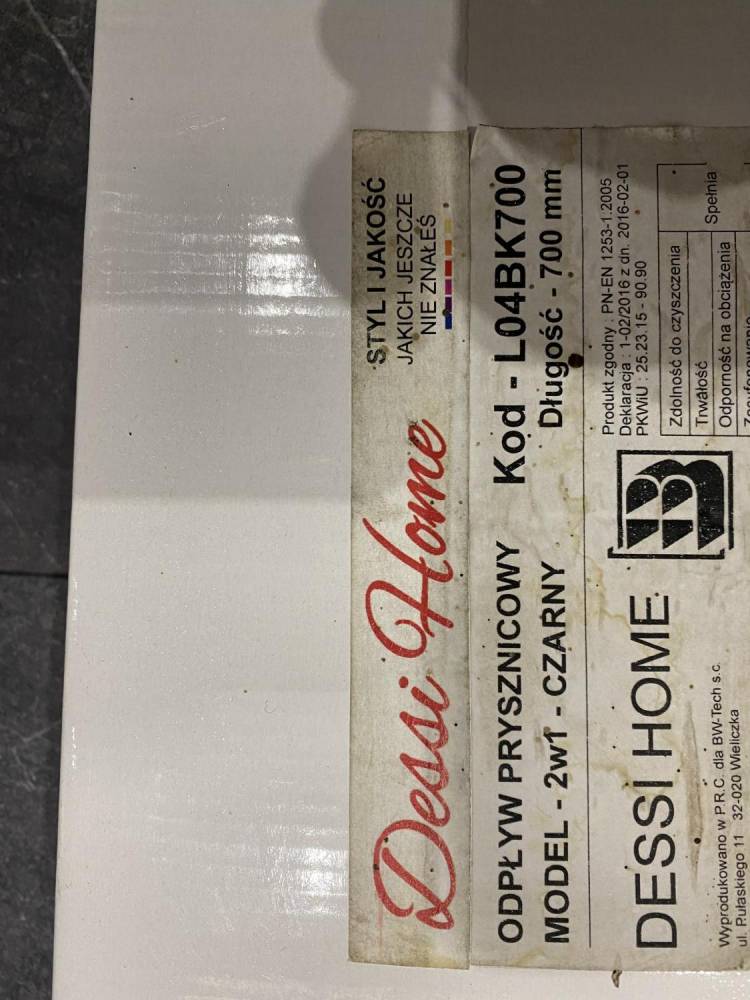 Dessi Home
STYL I JAKOŚĆ
JAKICH JESZCZE
NIE ZNAŁEŚ
ODPŁYW PRYSZNICOWY Kod - L04BK700
MODEL - 2w1 - CZARNY Długość - 700 mm
DESSI HOME
Produkt zgodny : PN-EN 1253-1:2005
Deklaracja : 1-02/2016 z dn. 2016-02-01
PKWiU : 25.23.15 - 90.90
Zdolność do czyszczenia
Trwałość Spełnia
Odporność na obciążenia
Wyprodukowano w P.R.C. dla BW-Tech s.c.
ul. Pułaskiego 11 32-020 Wieliczka